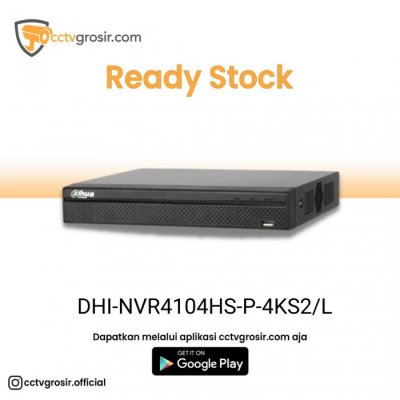 cctvgrosir.com
Ready Stock
alhua
DHI-NVR4104HS-P-4KS2/L
Dapatkan melalui aplikasi cctvgrosir.com aja
GET IT ON
Google Play
cctvgrosir.official